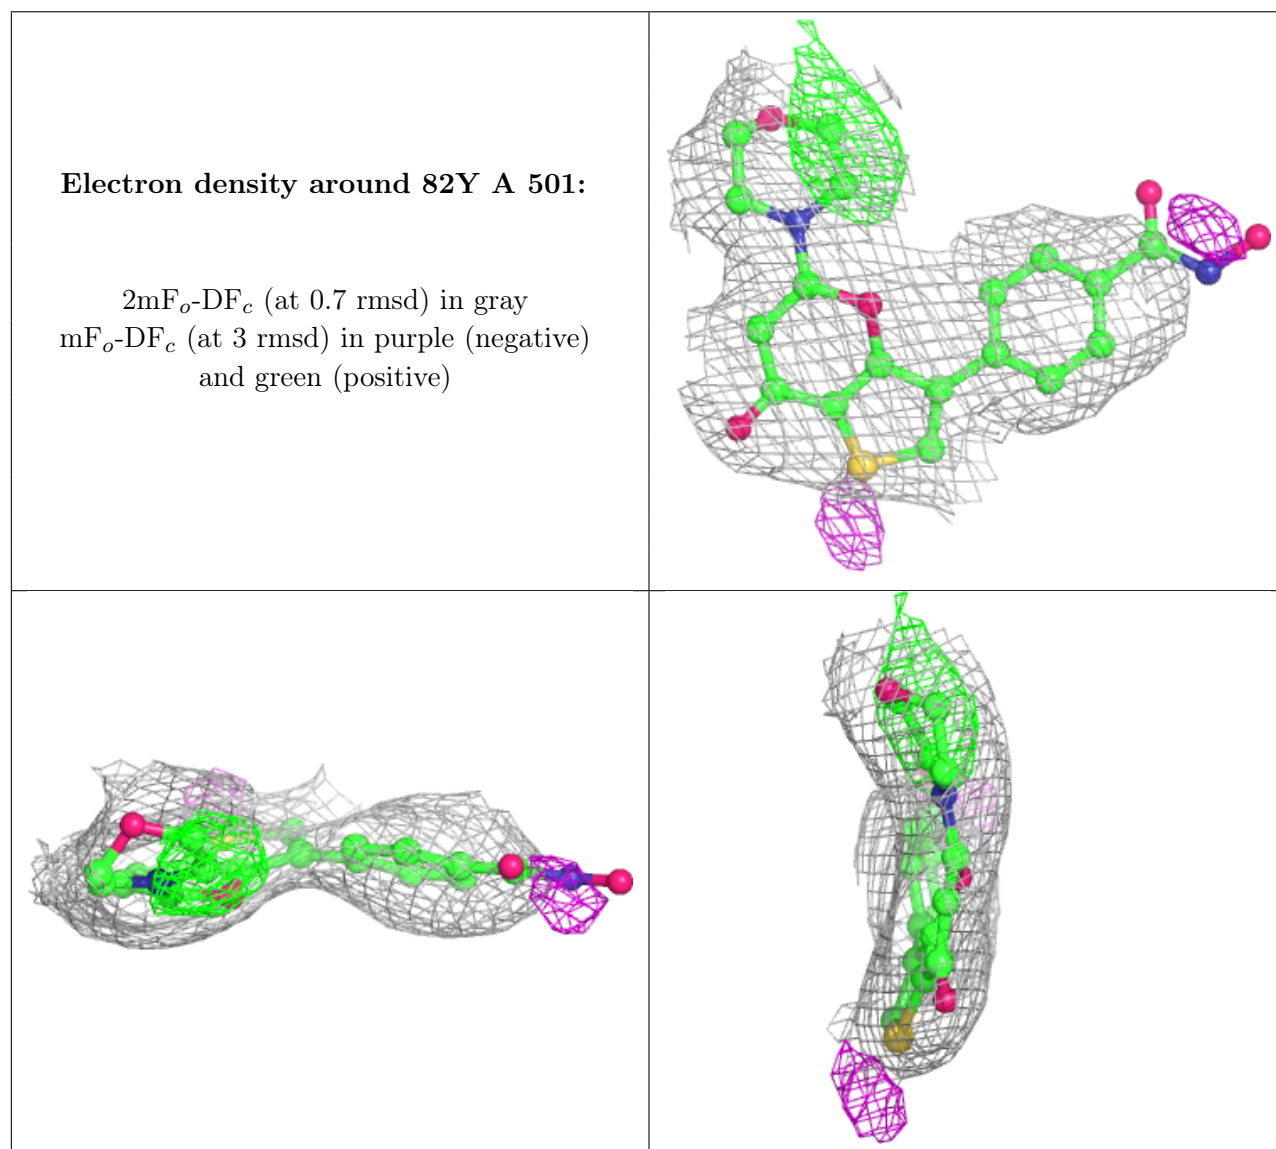 Electron density around 82Y A 501:
2mFo-DFc (at 0.7 rmsd) in gray
mFo-DFc (at 3 rmsd) in purple (negative)
and green (positive)